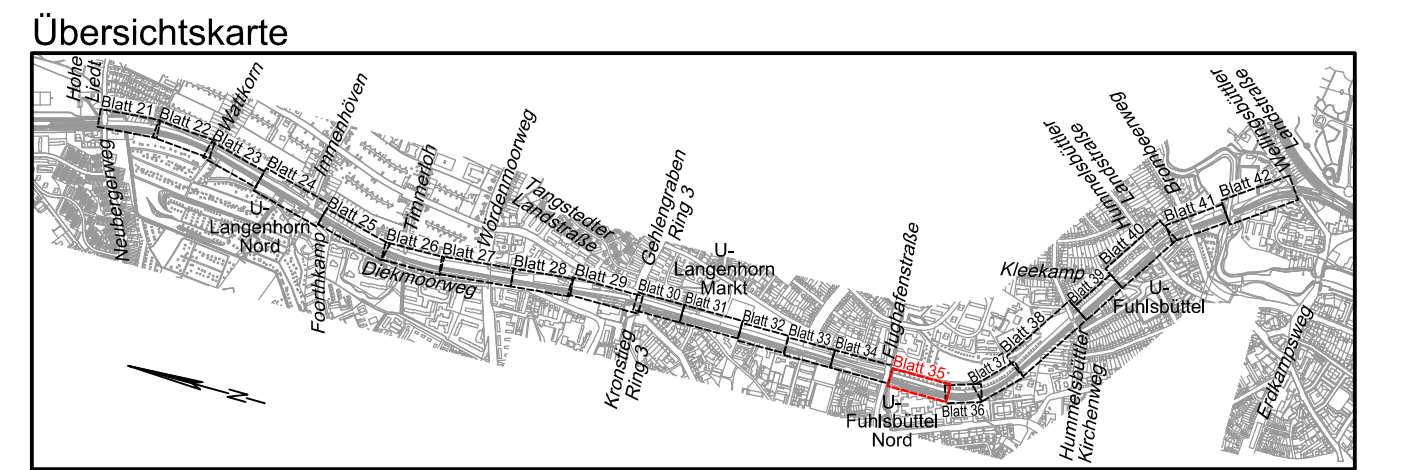 Übersichtskarte
Hohe
Liedt
Blatt 21
Blatt 22
Wattkorn
Blatt 23
Blatt 24
Immenhöven
Neubergerweg
U-
Langenhorn
Nord
Foorthkamp
Blatt 25
Timmerloh
Blatt 26
Diekmoorweg
Blatt 27
Wördenmoorweg
Tangstedter
Landstraße
Blatt 28
Blatt 29
Gehlengraben
Ring 3
Blatt 30
Kronstieg
Ring 3
Blatt 31
U-
Langenhorn
Markt
Blatt 32
Blatt 33
Blatt 34
Flughafenstraße
Blatt 35
U-
Fuhlsbüttel
Nord
Blatt 36
Blatt 37
Blatt 38
Hummelsbüttler
Kirchenweg
Kleekamp
Blatt 39
U-
Fuhlsbüttel
Blatt 40
Hummelsbüttler
Landstraße
Brombeerweg
Blatt 41
Blatt 42
Wellingsbüttler
Landstraße
Erdkampsweg
N